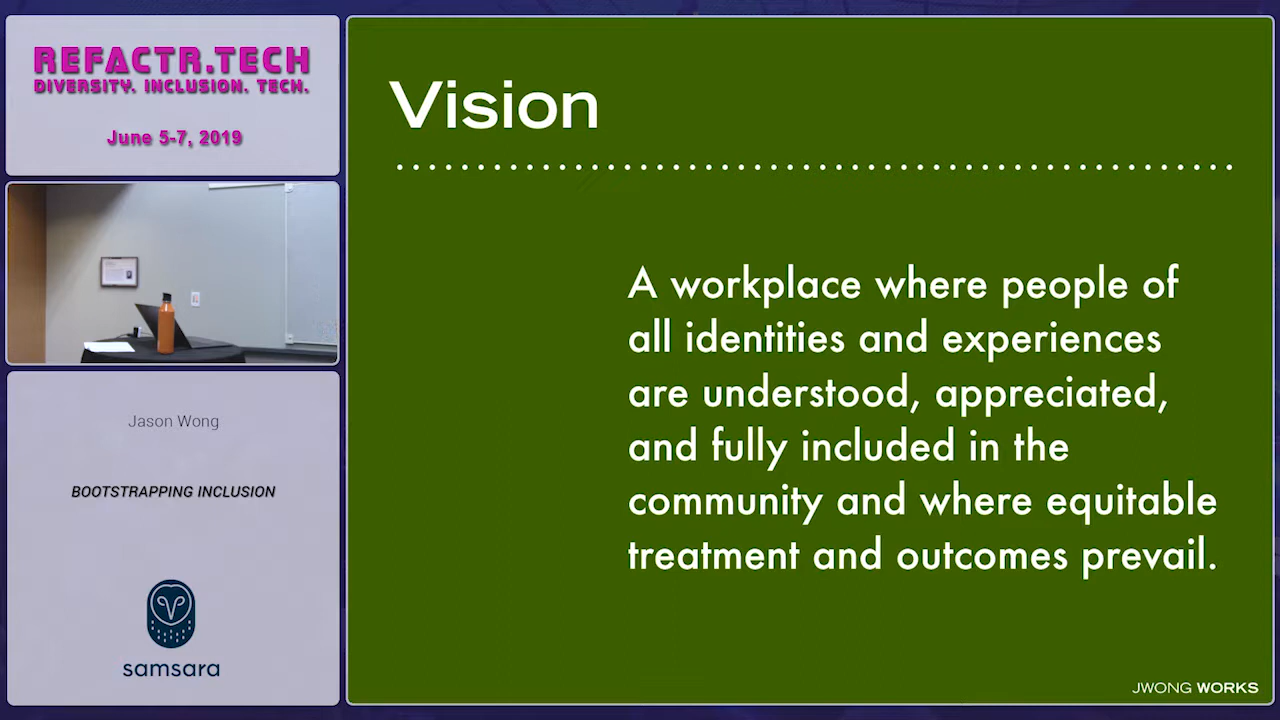 REFACTR.TECH
DIVERSITY. INCLUSION. TECH.
June 5-7, 2019
Jason Wong
BOOTSTRAPPING INCLUSION
samsara
Vision
A workplace where people of
all identities and experiences
are understood, appreciated,
and fully included in the
community and where equitable
treatment and outcomes prevail.
JWONG WORKS